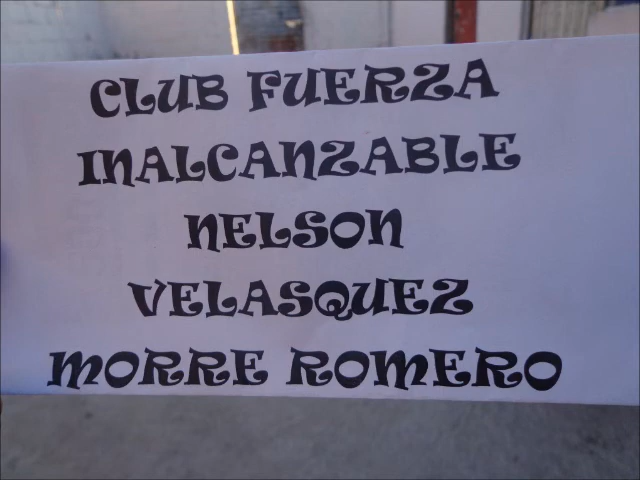 CLUB FUERZA
INALCANZABLE
NELSON
VELASQUEZ
MORRE ROMERO